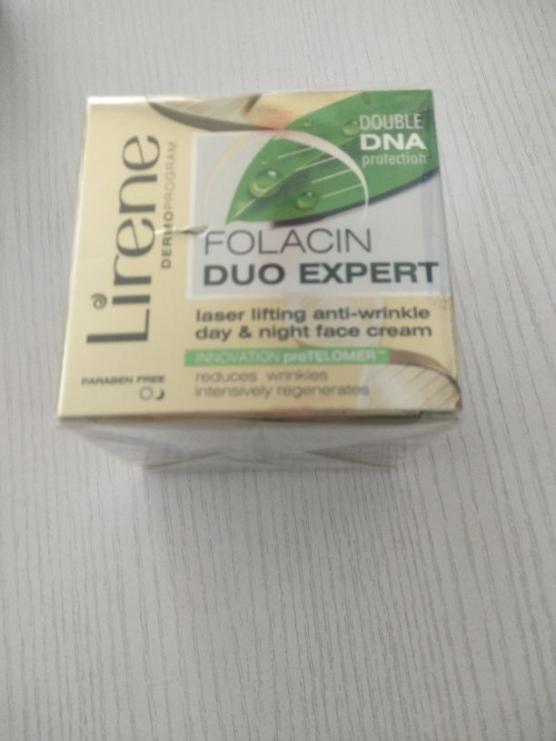 Lirene
DERMOPROGRAM
DOUBLE
DNA
protection
FOLACIN
DUO EXPERT
laser lifting anti-wrinkle
day & night face cream
INNOVATION proTELOMER™
reduces wrinkles
intensively regenerates
PARABEN FREE